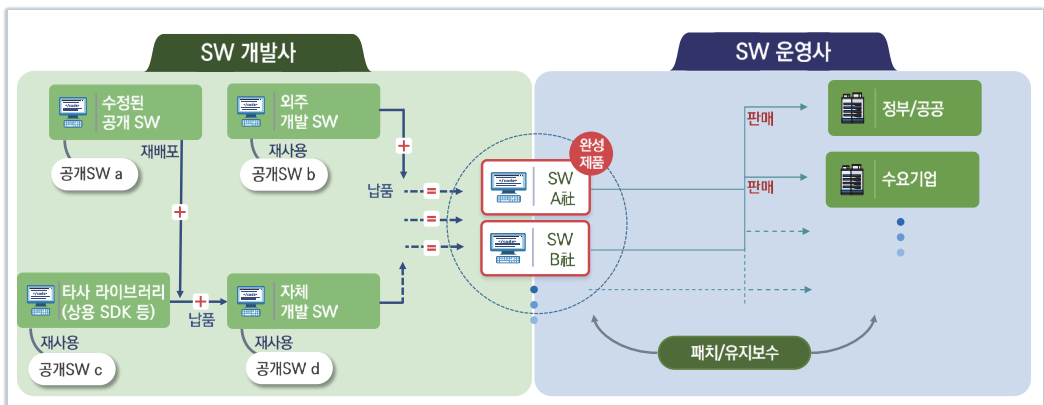 SW 개발사
SW 운영사
수정된
공개 SW
재배포
공개SW a
외주
개발 SW
재사용
공개SW b
납품
완성
제품
SW
A社
SW
B社
판매
정부/공공
판매
수요기업
타사 라이브러리
(상용 SDK 등)
납품
재사용
공개SW c
자체
개발 SW
재사용
공개SW d
패치/유지보수